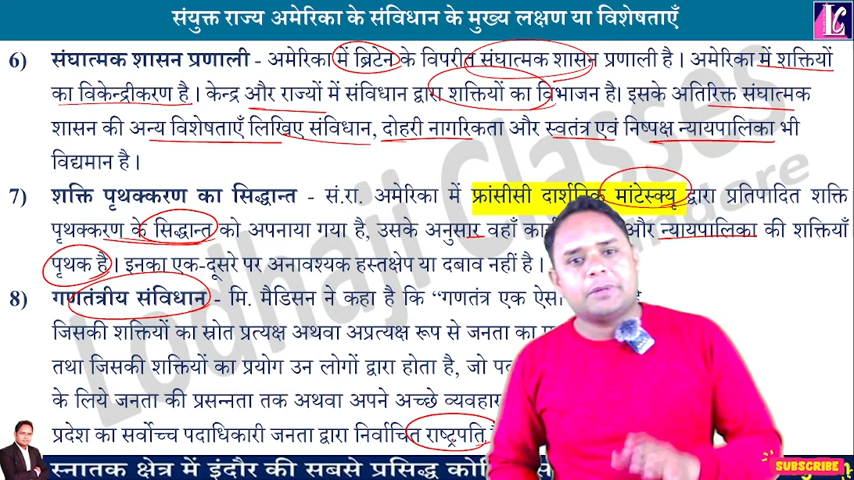 संयुक्त राज्य अमेरिका के संविधान के मुख्य लक्षण या विशेषताएँ
LC
6) संघात्मक शासन प्रणाली - अमेरिका में ब्रिटेन के विपरीत संघात्मक शासन प्रणाली है। अमेरिका में शक्तियों
का विकेन्द्रीकरण है। केन्द्र और राज्यों में संविधान द्वारा शक्तियों का विभाजन है। इसके अतिरिक्त संघात्मक
शासन की अन्य विशेषताएँ लिखिए संविधान, दोहरी नागरिकता और स्वतंत्र एवं निष्पक्ष न्यायपालिका भी
विद्यमान है।
7) शक्ति पृथक्करण का सिद्धान्त - सं.रा. अमेरिका में फ्रांसीसी दार्शनिक मांटेस्क्यू द्वारा प्रतिपादित शक्ति
पृथक्करण के सिद्धान्त को अपनाया गया है, उसके अनुसार वहाँ और न्यायपालिका की शक्तियाँ
पृथक है। इनका एक-दूसरे पर अनावश्यक हस्तक्षेप या दबाव नहीं है।
8) गणतंत्रीय संविधान - मि. मैडिसन ने कहा है कि "गणतंत्र एक है
जिसकी शक्तियों का स्रोत प्रत्यक्ष अथवा अप्रत्यक्ष रूप से जनता का
तथा जिसकी शक्तियों का प्रयोग उन लोगों द्वारा होता है, जो
के लिये जनता की प्रसन्नता तक अथवा अपने अच्छे
प्रदेश का सर्वोच्च पदाधिकारी जनता द्वारा निर्वाचित राष्ट्रपति
Lodhaji Classes
स्नातक क्षेत्र में इंदौर की सबसे प्रसिद्ध
SUBSCRIBE